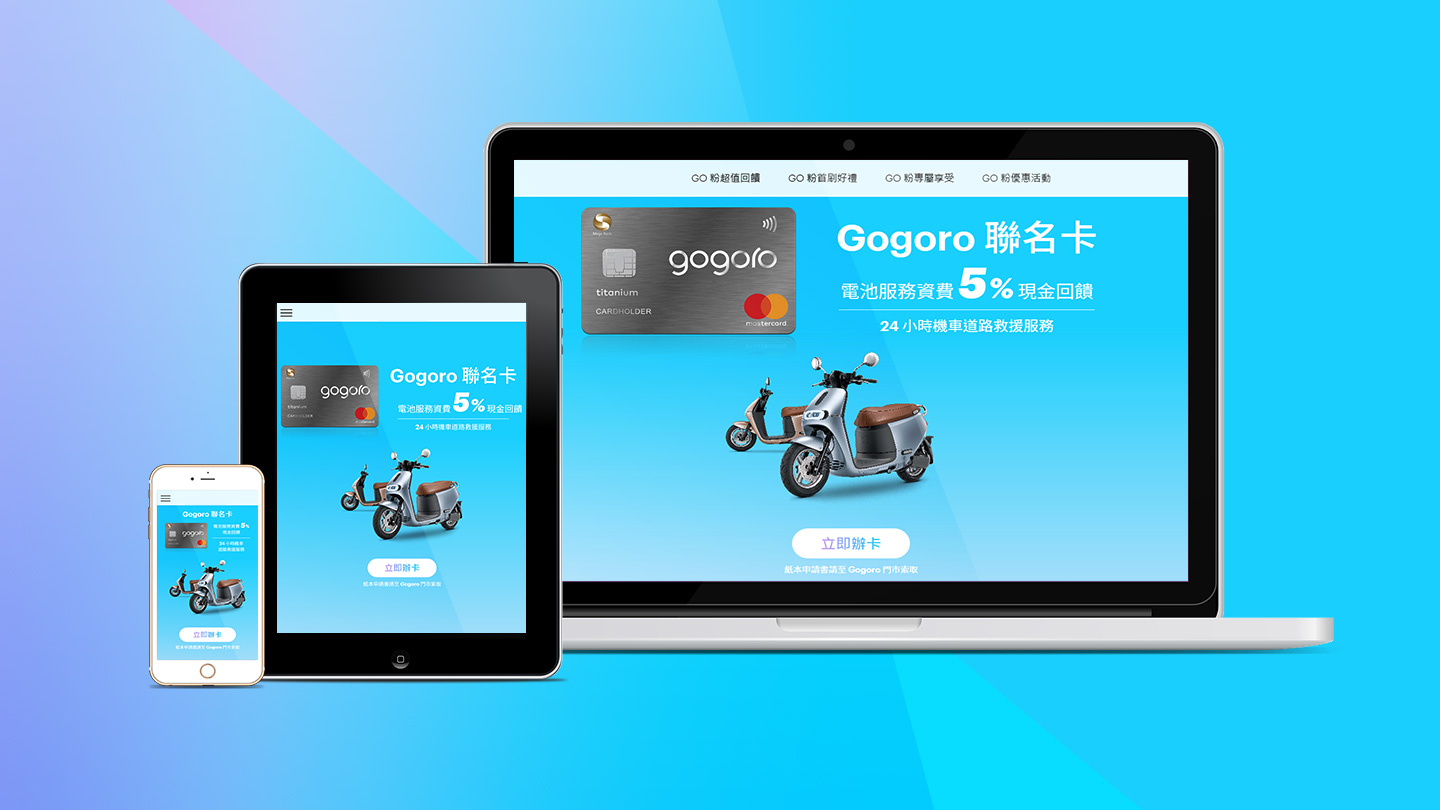 GO 粉超值回饋 GO 粉首刷好禮 GO 粉專屬享受 GO 粉優惠活動
gogoro
titanium
CARDHOLDER
mastercard.
Gogoro 聯名卡
電池服務資費 5% 現金回饋
24 小時機車道路救援服務
立即辦卡
紙本申請書請至 Gogoro 門市索取
gogoro
titanium
CARDHOLDER
mastercard.
Gogoro 聯名卡
電池服務資費 5% 現金回饋
24 小時機車道路救援服務
立即辦卡
紙本申請書請至 Gogoro 門市索取
Gogoro 聯名卡
gogoro
電池服務資費 5%
現金回饋
24 小時機車
道路救援服務
立即辦卡
紙本申請書請至 Gogoro 門市索取